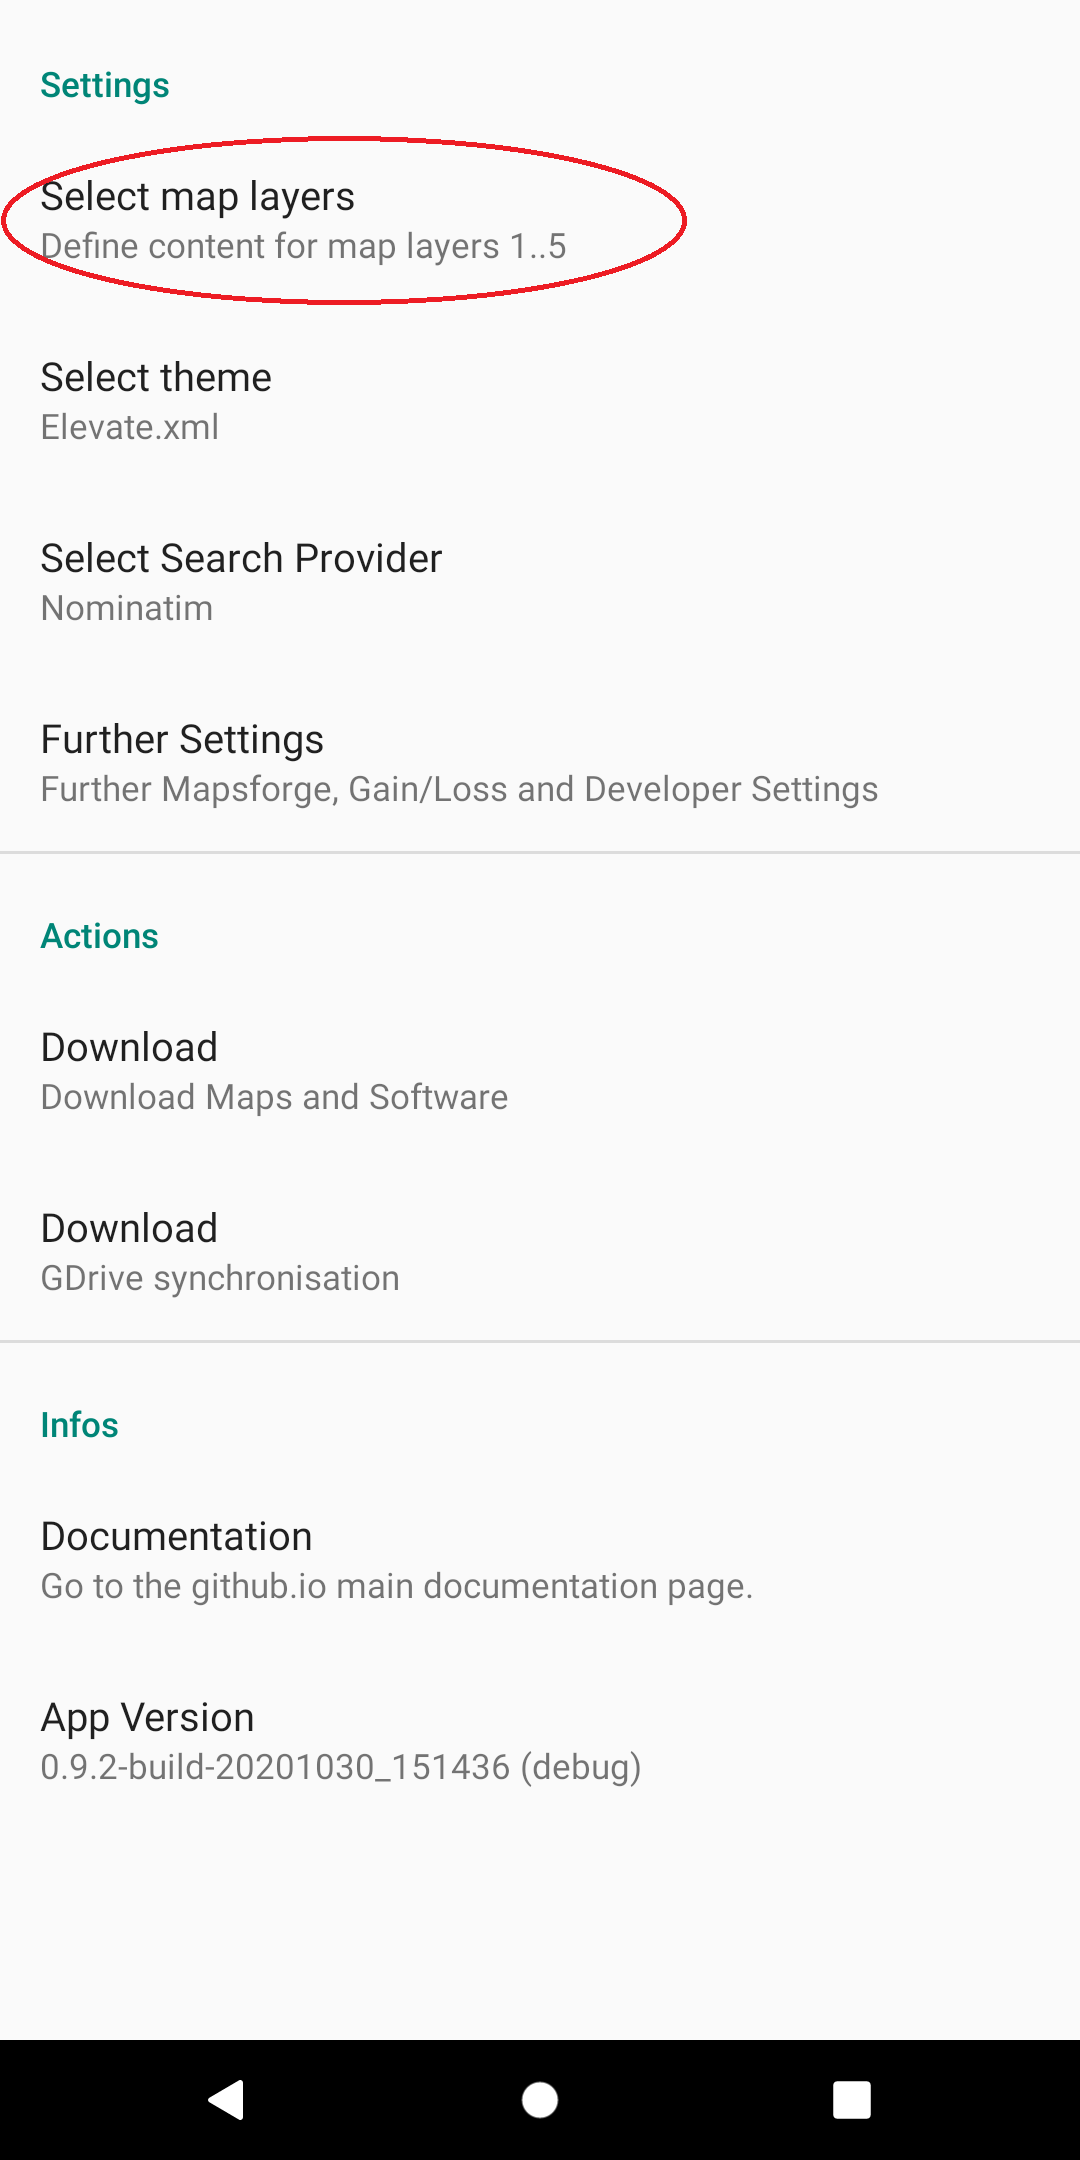 Settings
Select map layers
Define content for map layers 1..5
Select theme
Elevate.xml
Select Search Provider
Nominatim
Further Settings
Further Mapsforge, Gain/Loss and Developer Settings
Actions
Download
Download Maps and Software
Download
GDrive synchronisation
Infos
Documentation
Go to the github.io main documentation page.
App Version
0.9.2-build-20201030_151436 (debug)